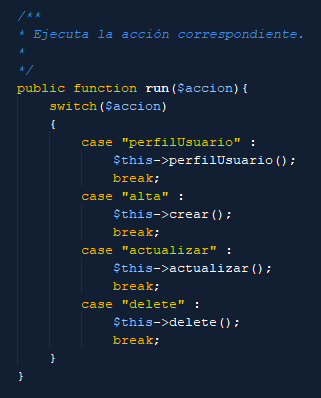 /**
* Ejecuta la acción correspondiente.
*
*/
public function run($accion){
switch($accion)
{
case "perfilUsuario" :
$this->perfilUsuario();
break;
case "alta" :
$this->crear();
break;
case "actualizar" :
$this->actualizar();
break;
case "delete" :
$this->delete();
break;
}
}